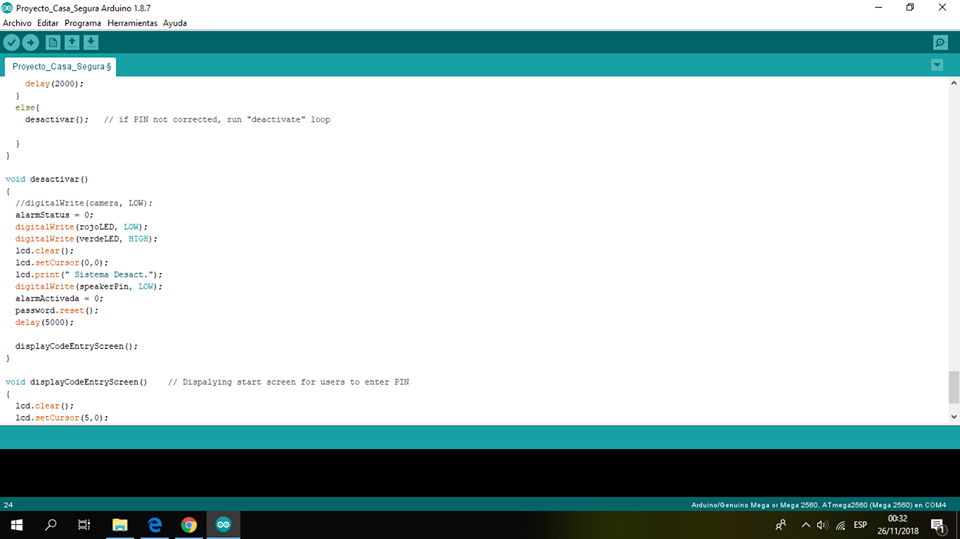 Proyecto_Casa_Segura Arduino 1.8.7
Archivo Editar Programa Herramientas Ayuda
Proyecto_Casa_Segura §
delay(2000);
}
else{
desactivar();   // if PIN not corrected, run "deactivate" loop
}
}
void desactivar()
{
//digitalWrite(camera, LOW);
alarmStatus = 0;
digitalWrite(rojoLED, LOW);
digitalWrite(verdeLED, HIGH);
lcd.clear();
lcd.setCursor(0,0);
lcd.print(" Sistema Desact.");
digitalWrite(speakerPin, LOW);
alarmActivada = 0;
password.reset();
delay(5000);
displayCodeEntryScreen();
}
void displayCodeEntryScreen()    // Dispalying start screen for users to enter PIN
{
lcd.clear();
lcd.setCursor(5,0);
24
Arduino/Genuino Mega or Mega 2560, ATmega2560 (Mega 2560) en COM4
ESP
00:32
26/11/2018
1